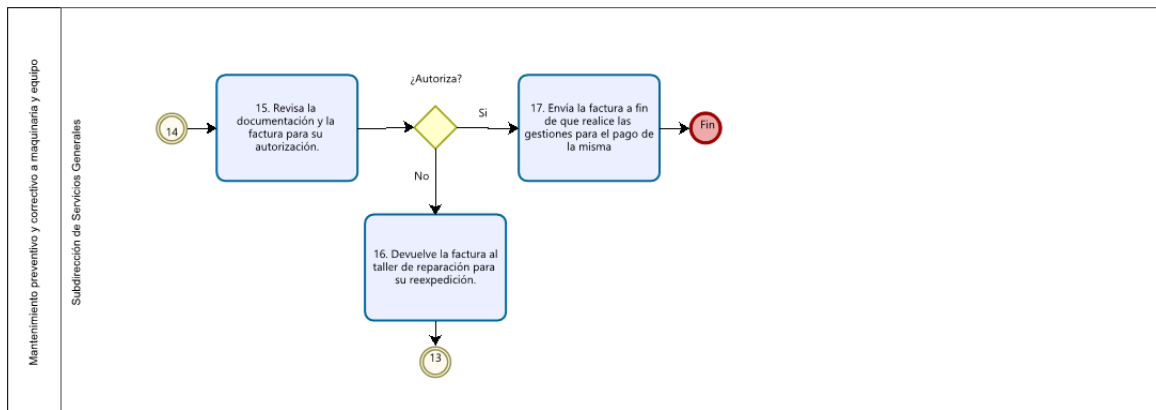 Mantenimiento preventivo y correctivo a maquinaria y equipo
Subdirección de Servicios Generales
14
15. Revisa la
documentación y la
factura para su
autorización.
¿Autoriza?
Si
17. Envía la factura a fin
de que realice las
gestiones para el pago de
la misma
Fin
No
16. Devuelve la factura al
taller de reparación para
su reexpedición.
13